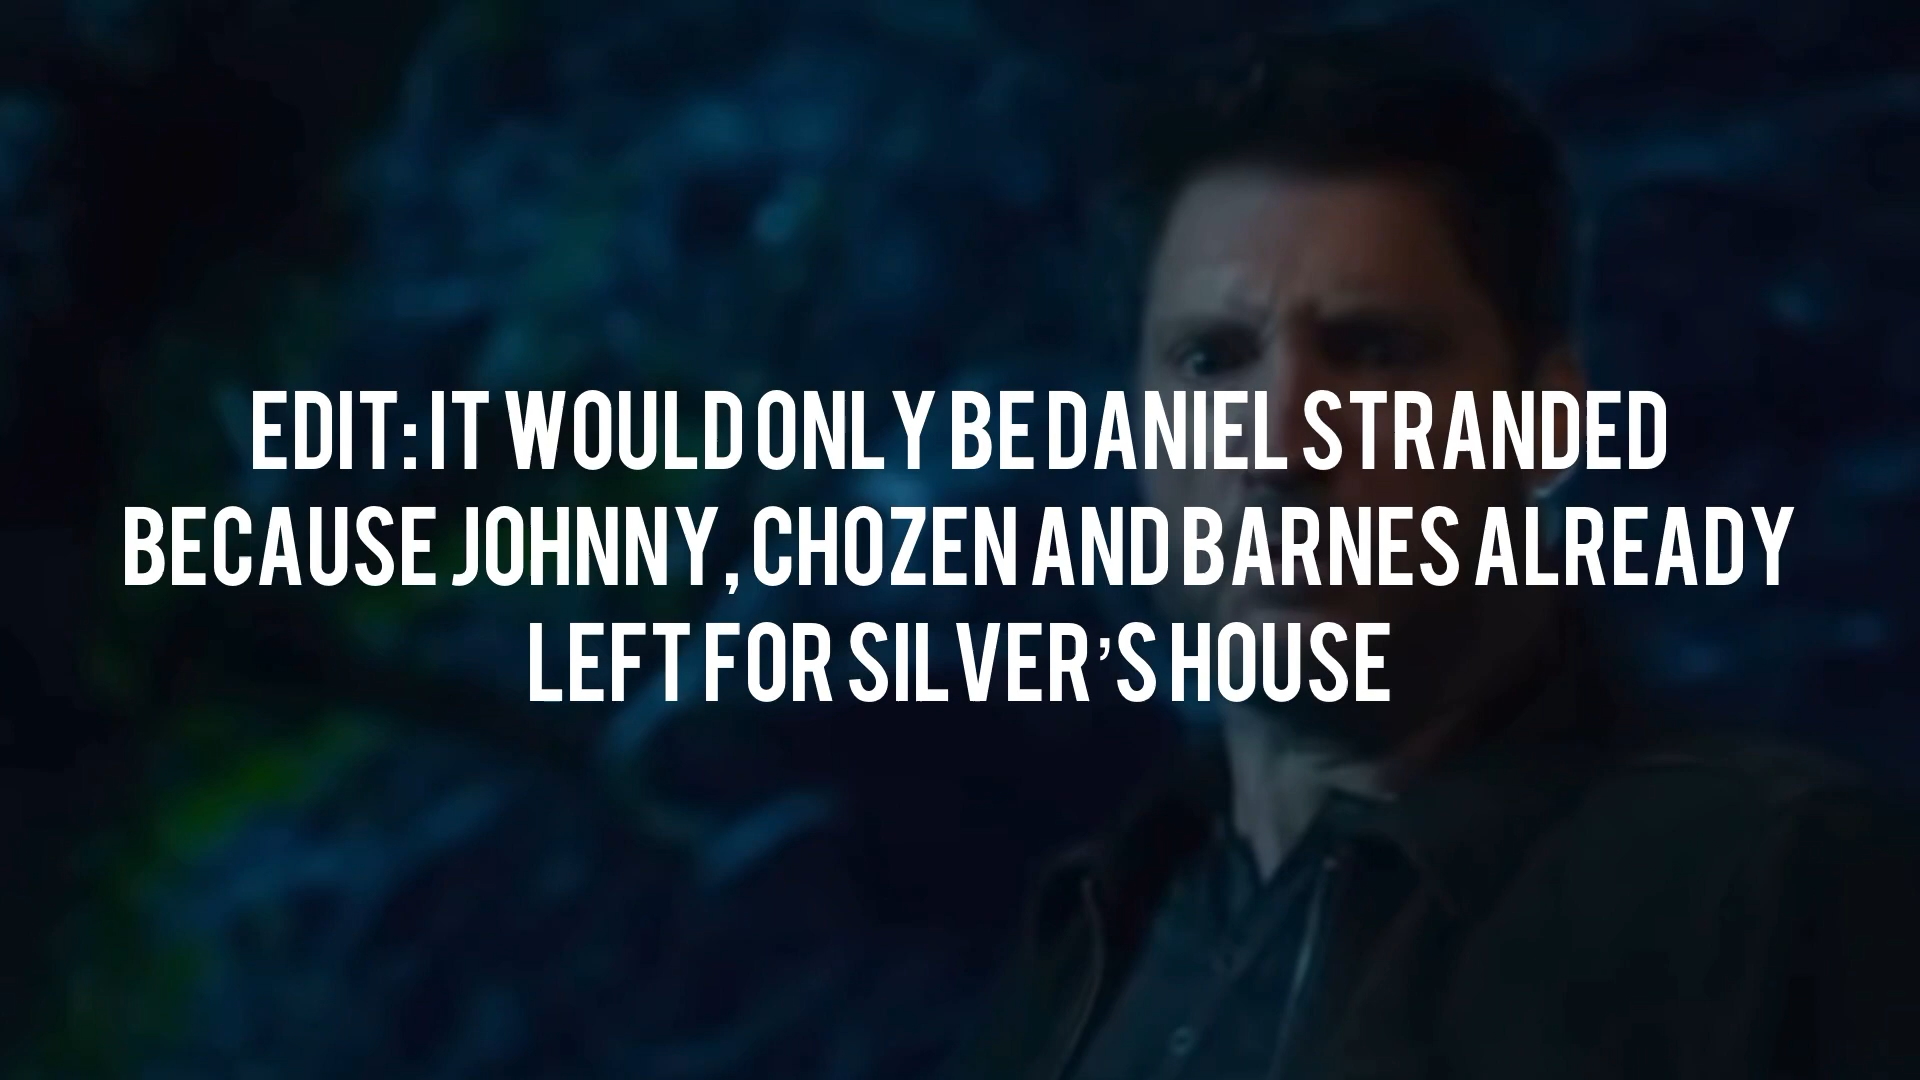 EDIT: IT WOULD ONLY BE DANIEL STRANDED
BECAUSE JOHNNY, CHOZEN AND BARNES ALREADY
LEFT FOR SILVER'S HOUSE